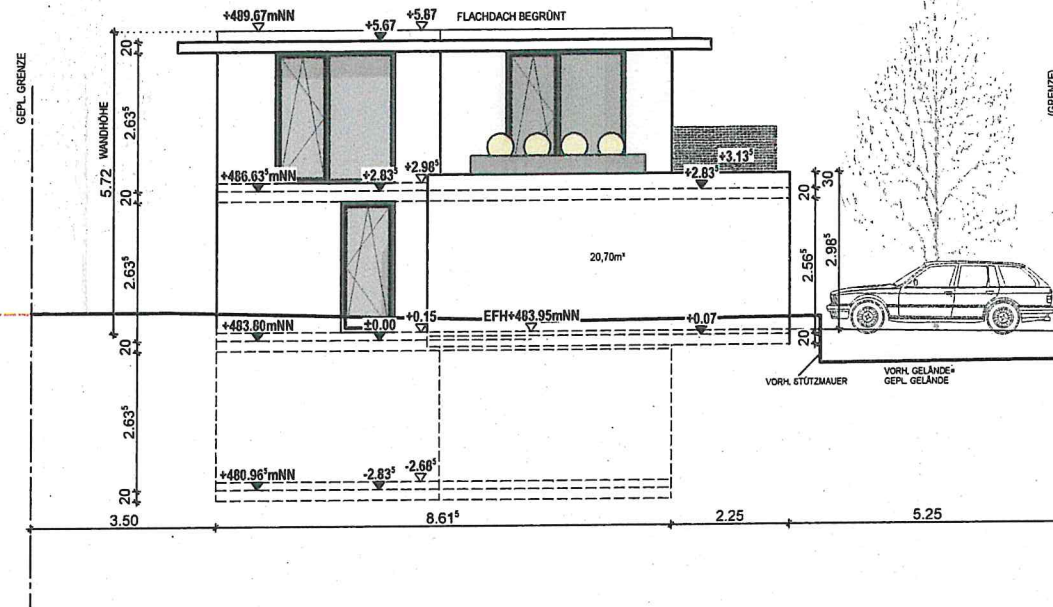 +489.67mNN
+5.67
+5.87
FLACHDACH BEGRÜNT
GEPL. GRENZE
(GRENZE)
5.72 WANDHÖHE
20
2.63⁵
20
2.63⁵
20
2.63⁵
20
+486.63⁵mNN
+2.83⁵
+2.98⁵
+3.13⁵
+2.83⁵
20
30
2.56⁵
2.98⁵
20
20,70m²
+483.80mNN
±0.00
+0.15
EFH+483.95mNN
+0.07
VORH. STÜTZMAUER
VORH. GELÄNDE=
GEPL. GELÄNDE
+480.96⁵mNN
-2.83⁵
-2.68⁵
3.50
8.61⁵
2.25
5.25